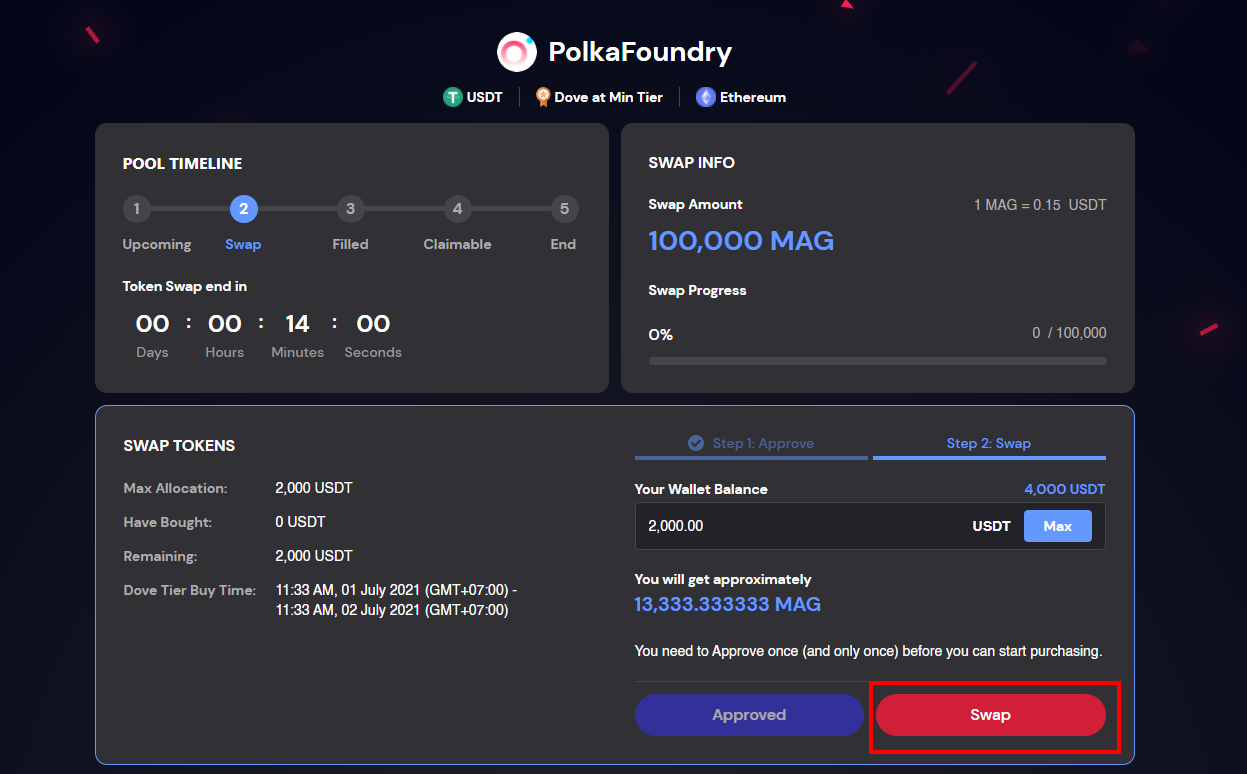 PolkaFoundry
USDT
Dove at Min Tier
Ethereum
POOL TIMELINE
1 2 3 4 5
Upcoming Swap Filled Claimable End
Token Swap end in
00 : 00 : 14 : 00
Days Hours Minutes Seconds
SWAP INFO
Swap Amount 1 MAG = 0.15 USDT
100,000 MAG
Swap Progress
0% 0 / 100,000
SWAP TOKENS
Max Allocation: 2,000 USDT
Have Bought: 0 USDT
Remaining: 2,000 USDT
Dove Tier Buy Time: 11:33 AM, 01 July 2021 (GMT+07:00) -
11:33 AM, 02 July 2021 (GMT+07:00)
Step 1: Approve Step 2: Swap
Your Wallet Balance 4,000 USDT
2,000.00 USDT Max
You will get approximately
13,333.333333 MAG
You need to Approve once (and only once) before you can start purchasing.
Approved Swap